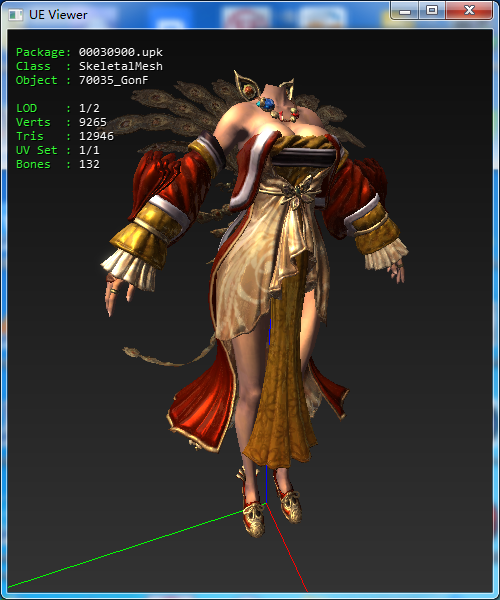 UE Viewer
Package: 00030900.upk
Class : SkeletalMesh
Object : 70035_GonF
LOD : 1/2
Verts : 9265
Tris : 12946
UV Set : 1/1
Bones : 132